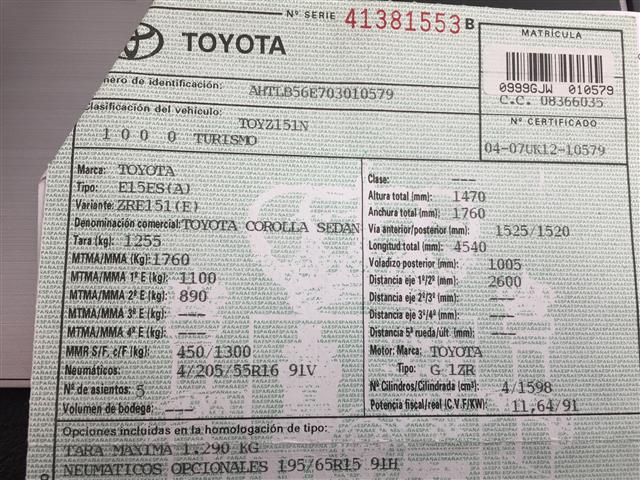 Nº SERIE 41381553 B
TOYOTA
MATRÍCULA
0999GJW 010579
C.C. 08366035
Nº CERTIFICADO
04-07UK12-10579
mero de identificación: AHTLB56E703010579
Clasificación del vehículo: TOYZ151N
1 0 0 0 TURISMO
Marca: TOYOTA
Tipo: E15ES(A)
Variante: ZRE151(E)
Denominación comercial: TOYOTA COROLLA SEDAN
Tara (kg): 1255
MTMA/MMA (Kg): 1760
MTMA/MMA 1º E (kg): 1100
MTMA/MMA 2º E (kg): 890
MTMA/MMA 3º E (kg): ---
MTMA/MMA 4º E (kg): ---
MMR S/F. c/F (kg): 450/1300
Neumáticos: 4/205/55R16 91V
Nº de asientos: 5
Volumen de bodega: ---
Clase: ---
Altura total (mm): 1470
Anchura total (mm): 1760
Via anterior/posterior (mm): 1525/1520
Longitud total (mm): 4540
Voladizo posterior (mm): 1005
Distancia eje 1º/2º (mm): 2600
Distancia eje 2º/3º (mm): ---
Distancia eje 3º/4º (mm): ---
Distancia 5ª rueda/ult (mm): ---
Motor: Marca: TOYOTA
Tipo: G 1ZR
Nº Cilindros/Cilindrada (cm³): 4/1598
Potencia fiscal/real (C.V.F/KW): 11,64/91
Opciones incluidas en la homologación de tipo:
TARA MAXIMA 1.290 KG
NEUMATICOS OPCIONALES 195/65R15 91H